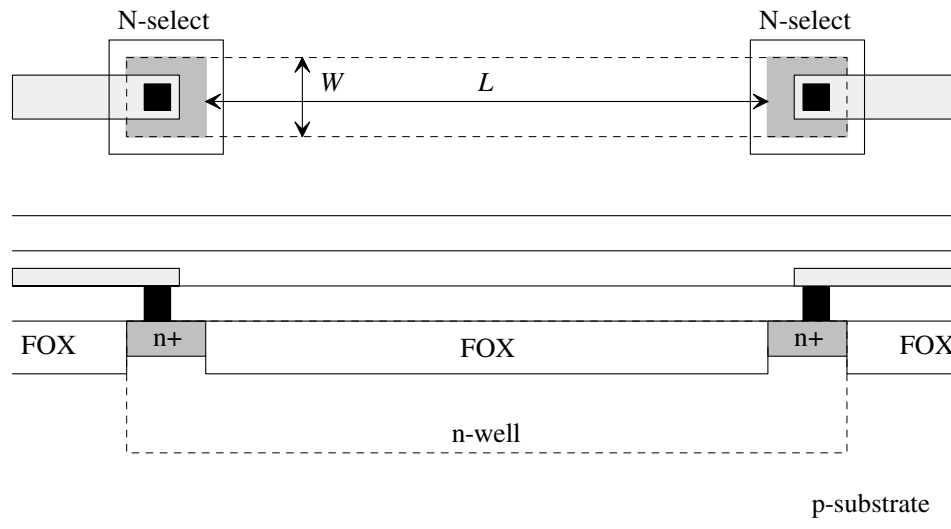 N-select
N-select
W
L
FOX
n+
FOX
n+
FOX
n-well
p-substrate